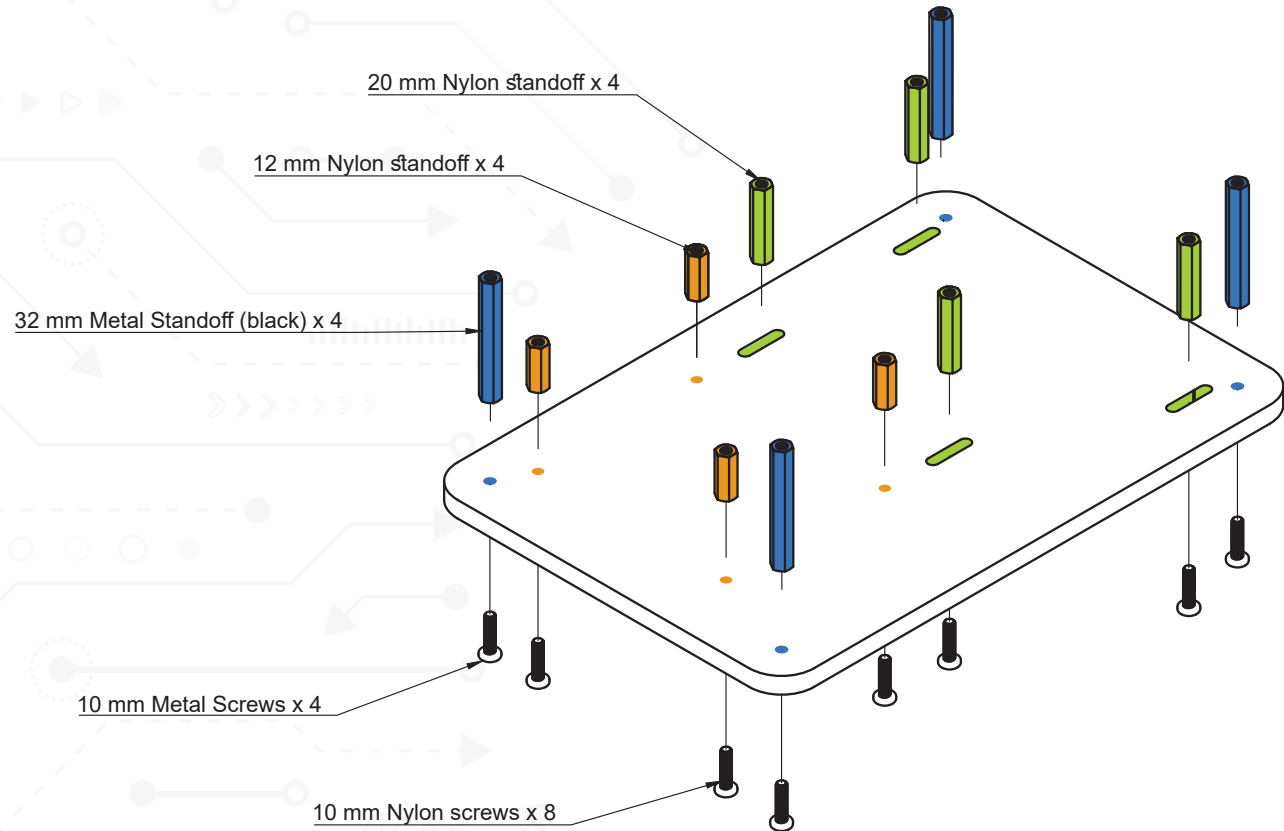 20 mm Nylon standoff x 4
12 mm Nylon standoff x 4
32 mm Metal Standoff (black) x 4
10 mm Metal Screws x 4
10 mm Nylon screws x 8